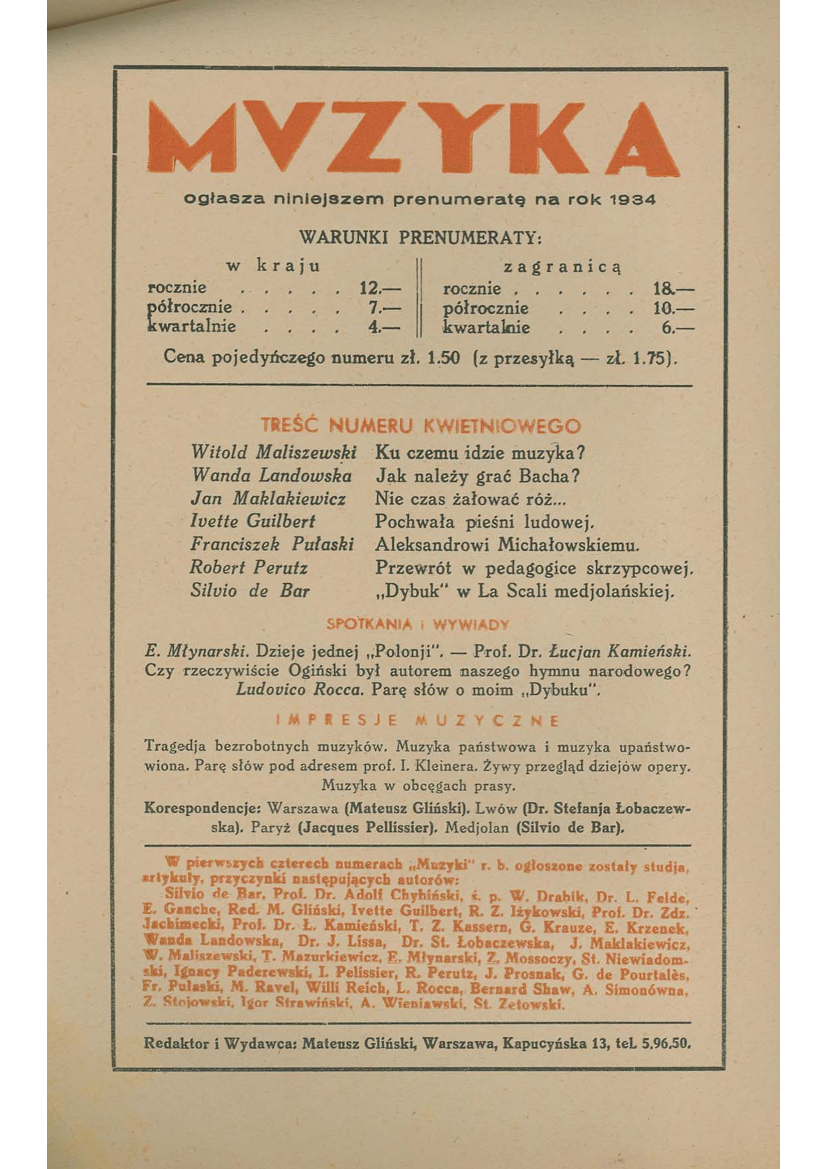 MVZYKA
ogłasza niniejszem prenumeratę na rok 1934
WARUNKI PRENUMERATY:
w kraju
rocznie . . . . . 12.—
półrocznie . . . . . 7.—
kwartalnie . . . . 4.—
zagranicą
rocznie . . . . . . 18.—
półrocznie . . . . 10.—
kwartalnie . . . . 6.—
Cena pojedyńczego numeru zł. 1.50 (z przesyłką — zł. 1.75).
TREŚĆ NUMERU KWIETNIOWEGO
Witold Maliszewski Ku czemu idzie muzyka?
Wanda Landowska Jak należy grać Bacha?
Jan Maklakiewicz Nie czas żałować róż...
Ivette Guilbert Pochwała pieśni ludowej.
Franciszek Pułaski Aleksandrowi Michałowskiemu.
Robert Perutz Przewrót w pedagogice skrzypcowej.
Silvio de Bar „Dybuk" w La Scali medjolańskiej.
SPOTKANIA i WYWIADY
E. Młynarski. Dzieje jednej „Polonji". — Prof. Dr. Łucjan Kamieński.
Czy rzeczywiście Ogiński był autorem naszego hymnu narodowego?
Ludovico Rocca. Parę słów o moim „Dybuku".
IMPRESJE MUZYCZNE
Tragedja bezrobotnych muzyków. Muzyka państwowa i muzyka upaństwo-
wiona. Parę słów pod adresem prof. I. Kleinera. Żywy przegląd dziejów opery.
Muzyka w obcęgach prasy.
Korespondencje: Warszawa (Mateusz Gliński). Lwów (Dr. Stefanja Łobaczew-
ska). Paryż (Jacques Pellissier). Medjolan (Silvio de Bar).
W pierwszych czterech numerach „Muzyki" r. b. ogłoszone zostały studja,
artykuły, przyczynki następujących autorów:
Silvio de Bar, Prof. Dr. Adolf Chybiński, ś. p. W. Drabik, Dr. L. Felde,
E. Ganche, Red. M. Gliński, Ivette Guilbert, R. Z. Iżykowski, Prof. Dr. Zdz.
Jachimecki, Prof. Dr. Ł. Kamieński, T. Z. Kassern, G. Krauze, E. Krzenek,
Wanda Landowska, Dr. J. Lissa, Dr. St. Łobaczewska, J. Maklakiewicz,
W. Maliszewski, T. Mazurkiewicz, E. Młynarski, Z. Mossoczy, St. Niewiadom-
ski, Ignacy Paderewski, I. Pelissier, R. Perutz, J. Prosnak, G. de Pourtalès,
Fr. Pułaski, M. Ravel, Willi Reich, L. Rocca, Bernard Shaw, A. Simonówna,
Z. Stojowski, Igor Strawiński, A. Wieniawski, St. Zetowski.
Redaktor i Wydawca: Mateusz Gliński, Warszawa, Kapucyńska 13, tel. 5.96.50.